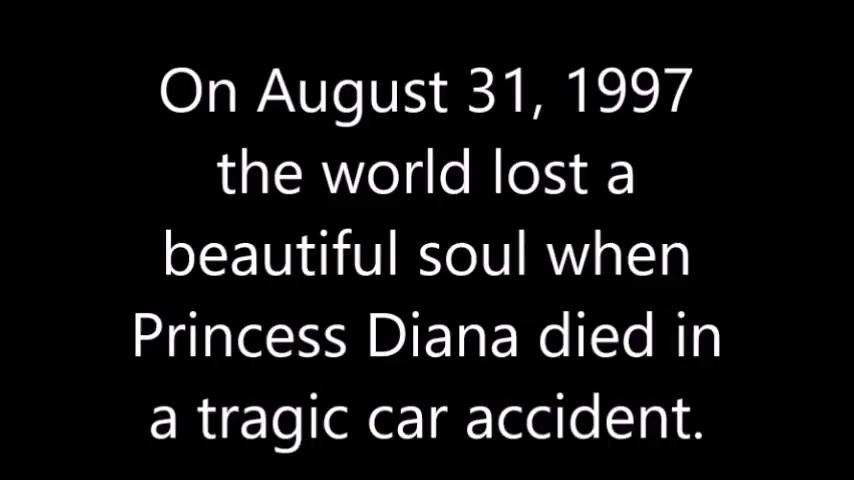 On August 31, 1997
the world lost a
beautiful soul when
Princess Diana died in
a tragic car accident.